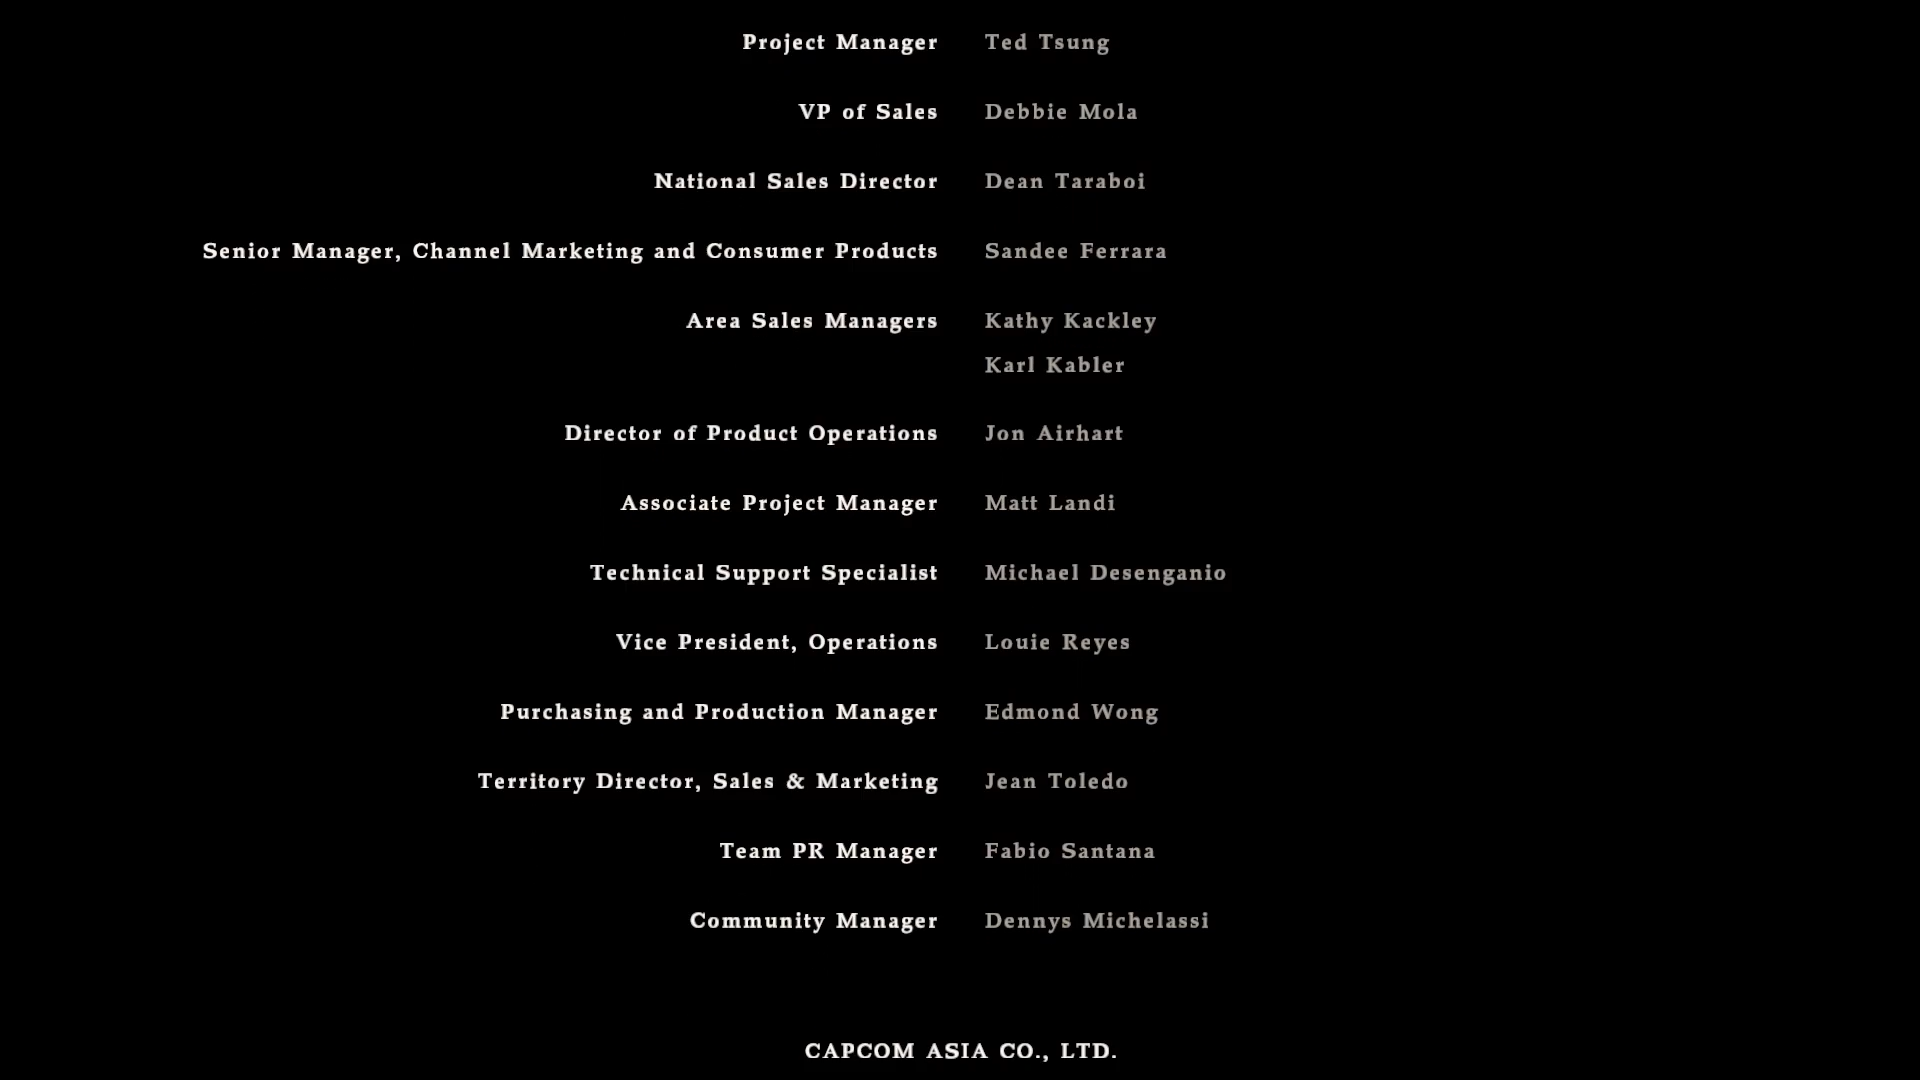 Project Manager Ted Tsung
VP of Sales Debbie Mola
National Sales Director Dean Taraboi
Senior Manager, Channel Marketing and Consumer Products Sandee Ferrara
Area Sales Managers Kathy Kackley
Karl Kabler
Director of Product Operations Jon Airhart
Associate Project Manager Matt Landi
Technical Support Specialist Michael Desenganio
Vice President, Operations Louie Reyes
Purchasing and Production Manager Edmond Wong
Territory Director, Sales & Marketing Jean Toledo
Team PR Manager Fabio Santana
Community Manager Dennys Michelassi
CAPCOM ASIA CO., LTD.